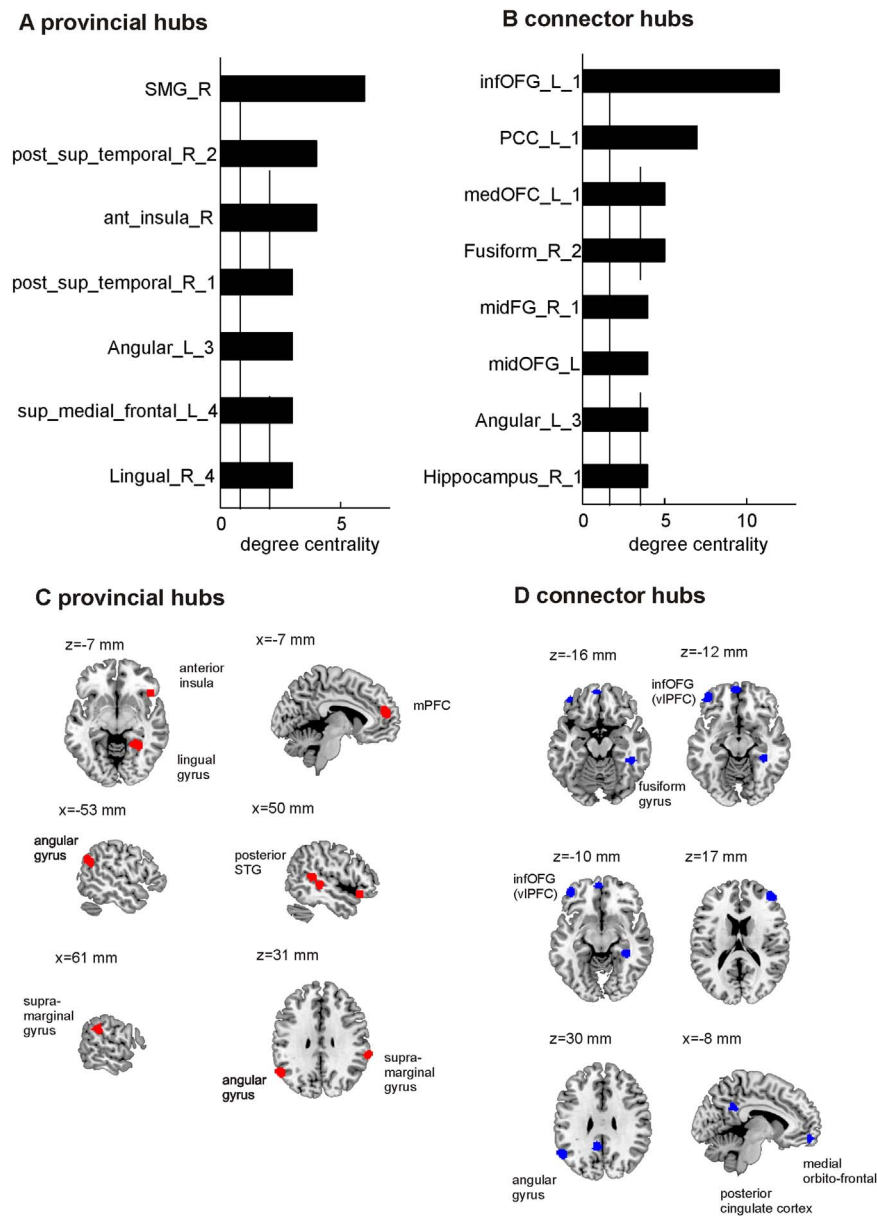 A provincial hubs
SMG_R
post_sup_temporal_R_2
ant_insula_R
post_sup_temporal_R_1
Angular_L_3
sup_medial_frontal_L_4
Lingual_R_4
0
5
degree centrality
B connector hubs
infOFG_L_1
PCC_L_1
medOFC_L_1
Fusiform_R_2
midFG_R_1
midOFG_L
Angular_L_3
Hippocampus_R_1
0
5
10
degree centrality
C provincial hubs
z=-7 mm
anterior
insula
lingual
gyrus
x=-7 mm
mPFC
x=-53 mm
angular
gyrus
x=50 mm
posterior
STG
x=61 mm
supra-
marginal
gyrus
z=31 mm
angular
gyrus
supra-
marginal
gyrus
D connector hubs
z=-16 mm
fusiform
gyrus
z=-12 mm
infOFG
(vlPFC)
z=-10 mm
infOFG
(vlPFC)
z=17 mm
z=30 mm
angular
gyrus
x=-8 mm
posterior
cingulate cortex
medial
orbito-frontal